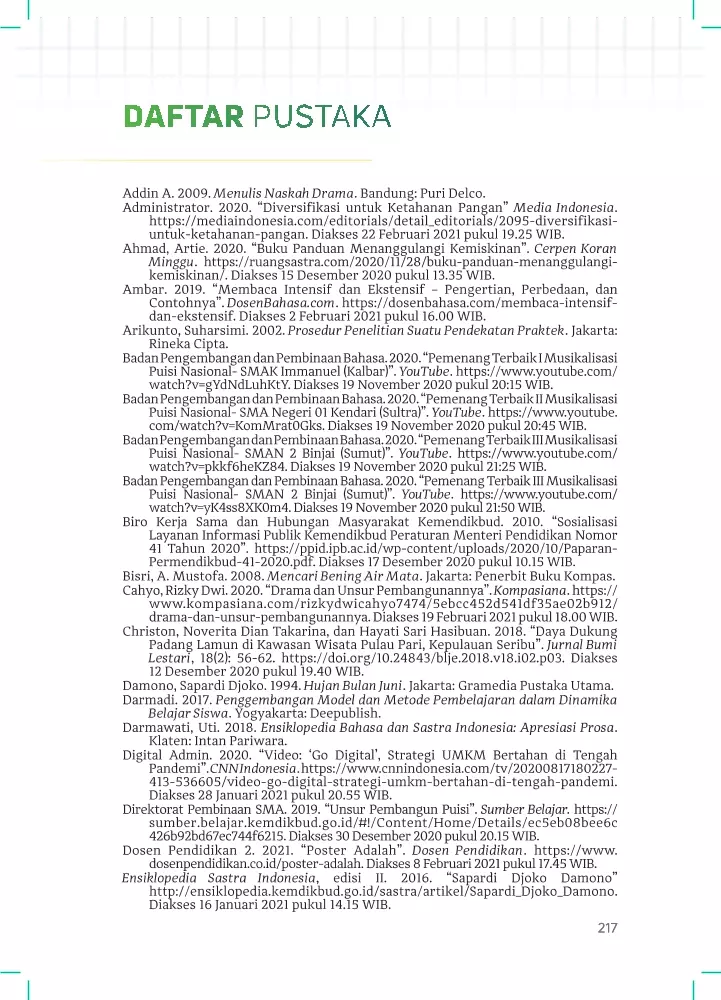 DAFTAR PUSTAKA
Addin A. 2009. Menulis Naskah Drama. Bandung: Puri Delco.
Administrator. 2020. “Diversifikasi untuk Ketahanan Pangan” Media Indonesia.
https://mediaindonesia.com/editorials/detail_editorials/2095-diversifikasi-
untuk-ketahanan-pangan. Diakses 22 Februari 2021 pukul 19.25 WIB.
Ahmad, Artie. 2020. “Buku Panduan Menanggulangi Kemiskinan”. Cerpen Koran
Minggu. https://ruangsastra.com/2020/11/28/buku-panduan-menanggulangi-
kemiskinan/. Diakses 15 Desember 2020 pukul 13.35 WIB.
Ambar. 2019. “Membaca Intensif dan Ekstensif – Pengertian, Perbedaan, dan
Contohnya”. DosenBahasa.com. https://dosenbahasa.com/membaca-intensif-
dan-ekstensif. Diakses 2 Februari 2021 pukul 16.00 WIB.
Arikunto, Suharsimi. 2002. Prosedur Penelitian Suatu Pendekatan Praktek. Jakarta:
Rineka Cipta.
Badan Pengembangan dan Pembinaan Bahasa. 2020. “Pemenang Terbaik I Musikalisasi
Puisi Nasional- SMAK Immanuel (Kalbar)”. YouTube. https://www.youtube.com/
watch?v=gYdNdLuhKtY. Diakses 19 November 2020 pukul 20:15 WIB.
Badan Pengembangan dan Pembinaan Bahasa. 2020. “Pemenang Terbaik II Musikalisasi
Puisi Nasional- SMA Negeri 01 Kendari (Sultra)”. YouTube. https://www.youtube.
com/watch?v=KomMrat0Gks. Diakses 19 November 2020 pukul 20:45 WIB.
Badan Pengembangan dan Pembinaan Bahasa. 2020. “Pemenang Terbaik III Musikalisasi
Puisi Nasional- SMAN 2 Binjai (Sumut)”. YouTube. https://www.youtube.com/
watch?v=pkkf6heKZ84. Diakses 19 November 2020 pukul 21:25 WIB.
Badan Pengembangan dan Pembinaan Bahasa. 2020. “Pemenang Terbaik III Musikalisasi
Puisi Nasional- SMAN 2 Binjai (Sumut)”. YouTube. https://www.youtube.com/
watch?v=yK4ss8XK0m4. Diakses 19 November 2020 pukul 21:50 WIB.
Biro Kerja Sama dan Hubungan Masyarakat Kemendikbud. 2010. “Sosialisasi
Layanan Informasi Publik Kemendikbud Peraturan Menteri Pendidikan Nomor
41 Tahun 2020”. https://ppid.ipb.ac.id/wp-content/uploads/2020/10/Paparan-
Permendikbud-41-2020.pdf. Diakses 17 Desember 2020 pukul 10.15 WIB.
Bisri, A. Mustofa. 2008. Mencari Bening Air Mata. Jakarta: Penerbit Buku Kompas.
Cahyo, Rizky Dwi. 2020. “Drama dan Unsur Pembangunannya”. Kompasiana. https://
www.kompasiana.com/rizkydwicahyo7474/5ebcc452d541df35ae02b912/
drama-dan-unsur-pembangunannya. Diakses 19 Februari 2021 pukul 18.00 WIB.
Christon, Noverita Dian Takarina, dan Hayati Sari Hasibuan. 2018. “Daya Dukung
Padang Lamun di Kawasan Wisata Pulau Pari, Kepulauan Seribu”. Jurnal Bumi
Lestari, 18(2): 56-62. https://doi.org/10.24843/blje.2018.v18.i02.p03. Diakses
12 Desember 2020 pukul 19.40 WIB.
Damono, Sapardi Djoko. 1994. Hujan Bulan Juni. Jakarta: Gramedia Pustaka Utama.
Darmadi. 2017. Penggembangan Model dan Metode Pembelajaran dalam Dinamika
Belajar Siswa. Yogyakarta: Deepublish.
Darmawati, Uti. 2018. Ensiklopedia Bahasa dan Sastra Indonesia: Apresiasi Prosa.
Klaten: Intan Pariwara.
Digital Admin. 2020. “Video: ‘Go Digital’, Strategi UMKM Bertahan di Tengah
Pandemi”. CNN Indonesia. https://www.cnnindonesia.com/tv/20200817180227-
413-536605/video-go-digital-strategi-umkm-bertahan-di-tengah-pandemi.
Diakses 28 Januari 2021 pukul 20.55 WIB.
Direktorat Pembinaan SMA. 2019. “Unsur Pembangun Puisi”. Sumber Belajar. https://
sumber.belajar.kemdikbud.go.id/#!/Content/Home/Details/ec5eb08bee6c
426b92bd67ec744f6215. Diakses 30 Desember 2020 pukul 20.15 WIB.
Dosen Pendidikan 2. 2021. “Poster Adalah”. Dosen Pendidikan. https://www.
dosenpendidikan.co.id/poster-adalah. Diakses 8 Februari 2021 pukul 17.45 WIB.
Ensiklopedia Sastra Indonesia, edisi II. 2016. “Sapardi Djoko Damono”
http://ensiklopedia.kemdikbud.go.id/sastra/artikel/Sapardi_Djoko_Damono.
Diakses 16 Januari 2021 pukul 14.15 WIB.
217